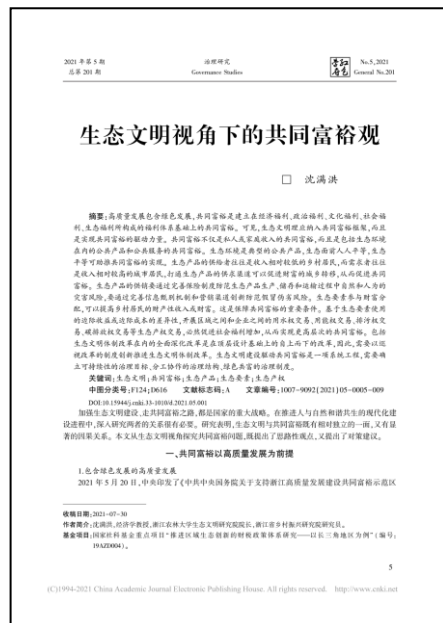 2021 年第 5 期
总第 201 期
治理研究
Governance Studies
No.5,2021
General No.201
生态文明视角下的共同富裕观
□ 沈满洪
摘要:高质量发展包含绿色发展,共同富裕是建立在经济福利、政治福利、文化福利、社会福
利、生态福利所构成的福利体系基础上的共同富裕。可见,生态文明理应纳入共同富裕框架,而且
是实现共同富裕的驱动力量。共同富裕不仅是私人或家庭收入的共同富裕,而且是包括生态环境
在内的公共产品和公共服务的共同富裕。生态环境是典型的公共产品,生态面前人人平等,生态
平等可助推共同富裕的实现。生态产品的供给者往往是收入相对较低的乡村居民,而需求者往往
是收入相对较高的城市居民,打通生态产品的供求渠道可以促进财富的城乡转移,从而促进共同
富裕。生态产品的供销要通过完善保险制度防范生态产品生产、储存和运输过程中自然和人为的
灾害风险,要通过完善信息甄别机制和营销渠道创新防范假冒伪劣风险。生态要素参与财富分
配,可以提高乡村居民的财产性收入或财富。这是保障共同富裕的重要条件。基于生态要素使用
的边际收益或边际成本的差异性,开展区域之间和企业之间的用水权交易、用能权交易、排污权交
易、碳排放权交易等生态产权交易,必然促进社会福利增加,从而实现更高层次的共同富裕。包括
生态文明体制改革在内的全面深化改革是在顶层设计基础上的自上而下的改革,因此,需要以巡
视改革的制度创新推进生态文明体制改革。生态文明建设驱动共同富裕是一项系统工程,需要确
立可持续性的治理目标、分工协作的治理结构、绿色共富的治理制度。
关键词:生态文明;共同富裕;生态产品;生态要素;生态产权
中图分类号:F124;D616 文献标志码:A 文章编号:1007-9092(2021)05-0005-009
DOI:10.15944/j.cnki.33-1010/d.2021.05.001
加强生态文明建设、走共同富裕之路,都是国家的重大战略。在推进人与自然和谐共生的现代化建
设进程中,深入研究两者的关系很有必要。研究表明,生态文明与共同富裕既有相对独立的一面,又有显
著的因果关系。本文从生态文明视角探究共同富裕问题,既提出了思路性观点,又提出了对策建议。
一、共同富裕以高质量发展为前提
1.包含绿色发展的高质量发展
2021 年 5 月 20 日,中央印发了《中共中央国务院关于支持浙江高质量发展建设共同富裕示范区
收稿日期:2021-07-30
作者简介:沈满洪,经济学教授,浙江农林大学生态文明研究院院长,浙江省乡村振兴研究院研究员。
基金项目:国家社科基金重点项目“推进区域生态创新的财税政策体系研究——以长三角地区为例”(编号:
19AZD004)。
5
(C)1994-2021 China Academic Journal Electronic Publishing House. All rights reserved. http://www.cnki.net